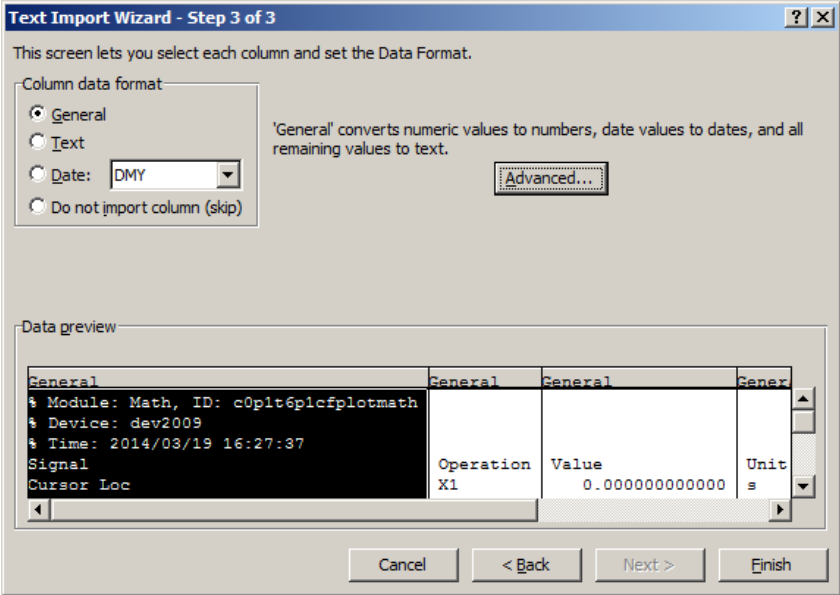 Text Import Wizard - Step 3 of 3
This screen lets you select each column and set the Data Format.
Column data format
General
Text
Date: DMY
Do not import column (skip)
'General' converts numeric values to numbers, date values to dates, and all
remaining values to text.
Advanced...
Data preview
General General General Gener
% Module: Math, ID: c0p1t6p1cfplotmath
% Device: dev2009
% Time: 2014/03/19 16:27:37
Signal Operation Value Unit
Cursor Loc X1 0.000000000000 s
Cancel < Back Next > Finish